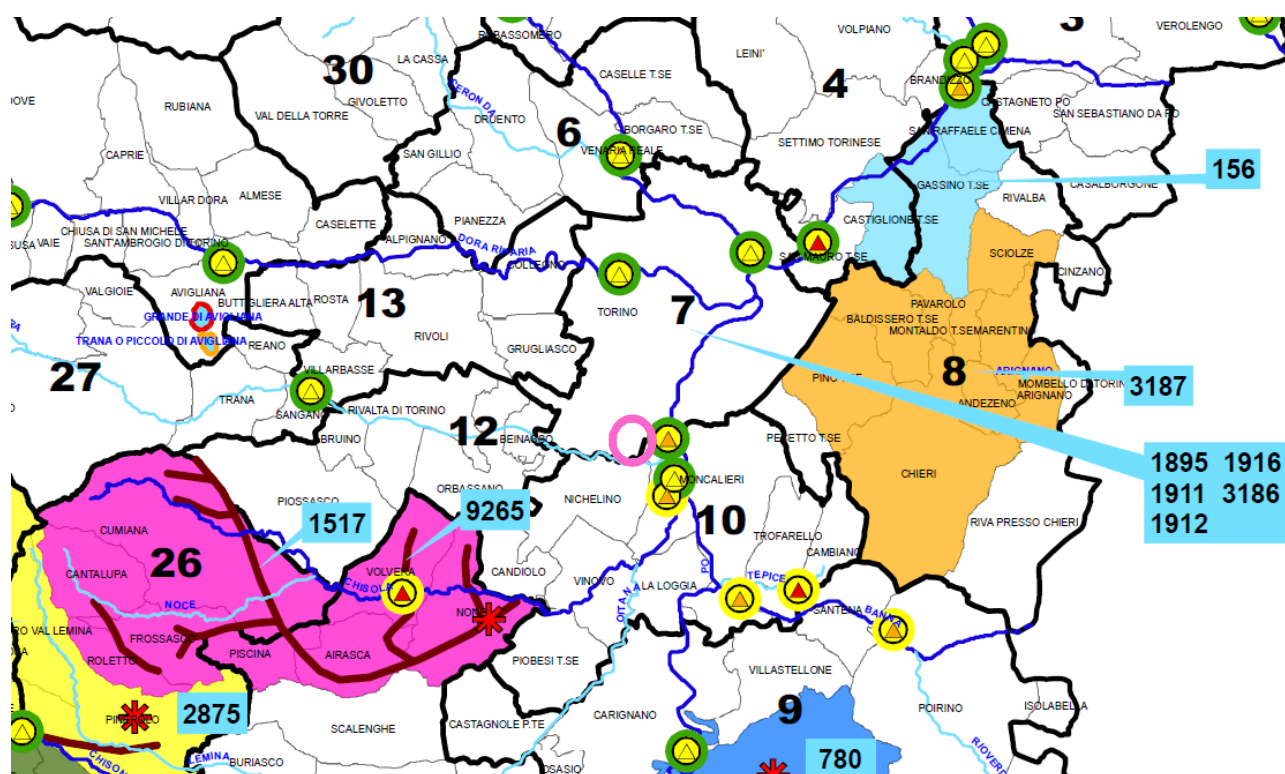 3
VOLPIANO
VEROLENGO
LEINI'
LA CASSA
30
CASELLE T.SE
BRANDIZZO
4
CERONDA
GIVOLETTO
CASTAGNETO PO
RUBIANA
VAL DELLA TORRE
DRUENTO
SAN SEBASTIANO DA PO
6
BORGARO T.SE
SAN RAFFAELE CIMENA
SETTIMO TORINESE
VENARIA REALE
CAPRIE
SAN GILLIO
156
GASSINO T.SE
CASALBORGONE
RIVALBA
ALMESE
VILLAR DORA
CASELETTE
PIANEZZA
CASTIGLIONE T.SE
CHIUSA DI SAN MICHELE
ALPIGNANO
VAIE
SANT'AMBROGIO DI TORINO
DORA RIPARIA
SCIOLZE
SAN MAURO T.SE
COLLEGNO
CINZANO
VALGIOIE
AVIGLIANA
BUTTIGLIERA ALTA
ROSTA
13
PAVAROLO
TORINO
7
GRANDE DI AVIGLIANA
BALDISSERO T.SE
MONTALDO T.SE
MARENTINO
RIVOLI
TRANA O PICCOLO DI AVIGLIANA
REANO
GRUGLIASCO
VILLARBASSE
27
8
ARIGNANO
PINO T.SE
MOMBELLO DI TORINO
3187
TRANA
ARIGNANO
ANDEZENO
SANGANO
RIVALTA DI TORINO
12
BEINASCO
BRUINO
PECETTO T.SE
1895 1916
1911 3186
1912
CHIERI
MONCALIERI
ORBASSANO
PIOSSASCO
NICHELINO
9265
1517
10
RIVA PRESSO CHIERI
CUMIANA
TROFARELLO
26
CAMBIANO
CANTALUPA
VOLVERA
CANDIOLO
PO
CHISOLA
VINOVO
LA LOGGIA
TEPICE
NOCE
SANTENA
BANNA
FROSSASCO
PISCINA
AIRASCA
ROLETTO
PIOBESI T.SE
VILLASTELLONE
9
2875
POIRINO
ISOLABELLA
CARIGNANO
SCALENGHE
CASTAGNOLE P.TE
LEMINA
780
BURIASCO